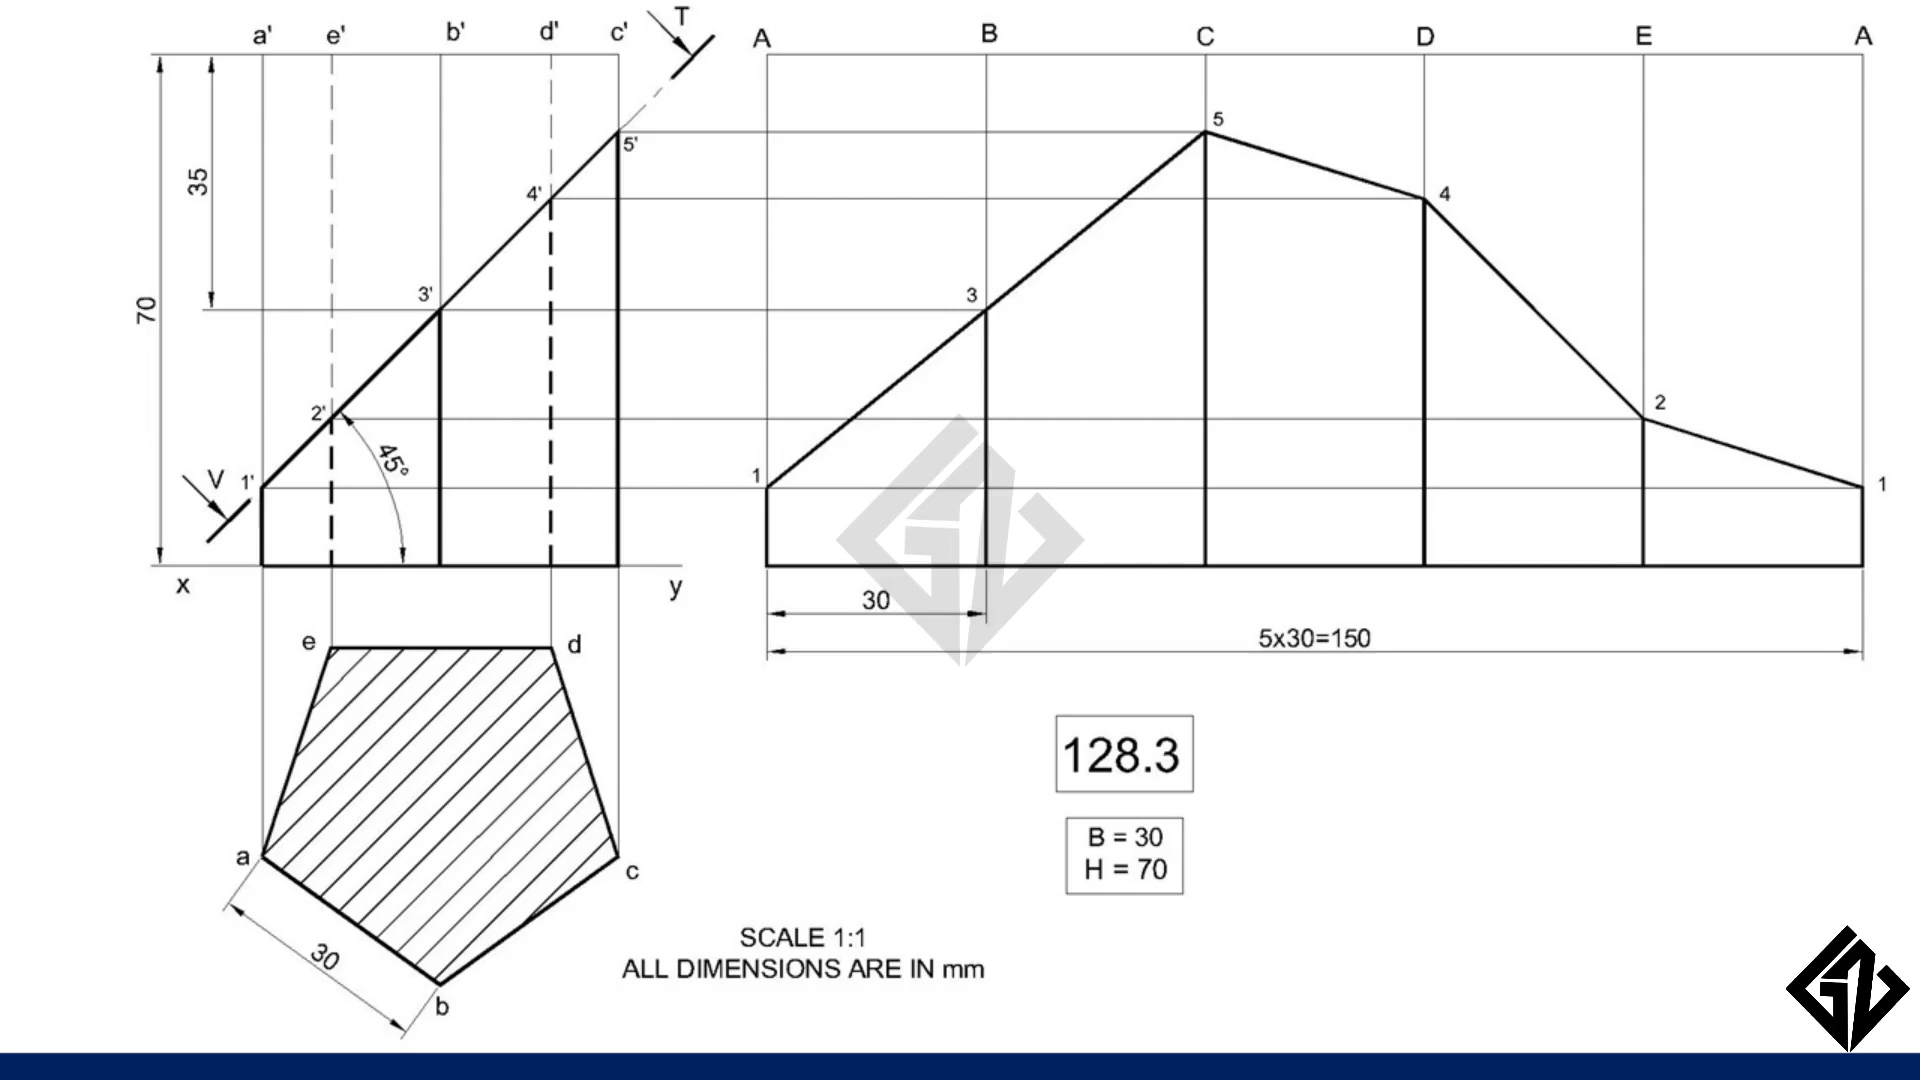 a' e' b' d' c' T A B C D E A
5' 5
35
4' 4
70
3' 3
2' 2
45°
V 1' 1 1
x y
30
5x30=150
e d
128.3
B = 30
H = 70
a c
30
SCALE 1:1
ALL DIMENSIONS ARE IN mm
b